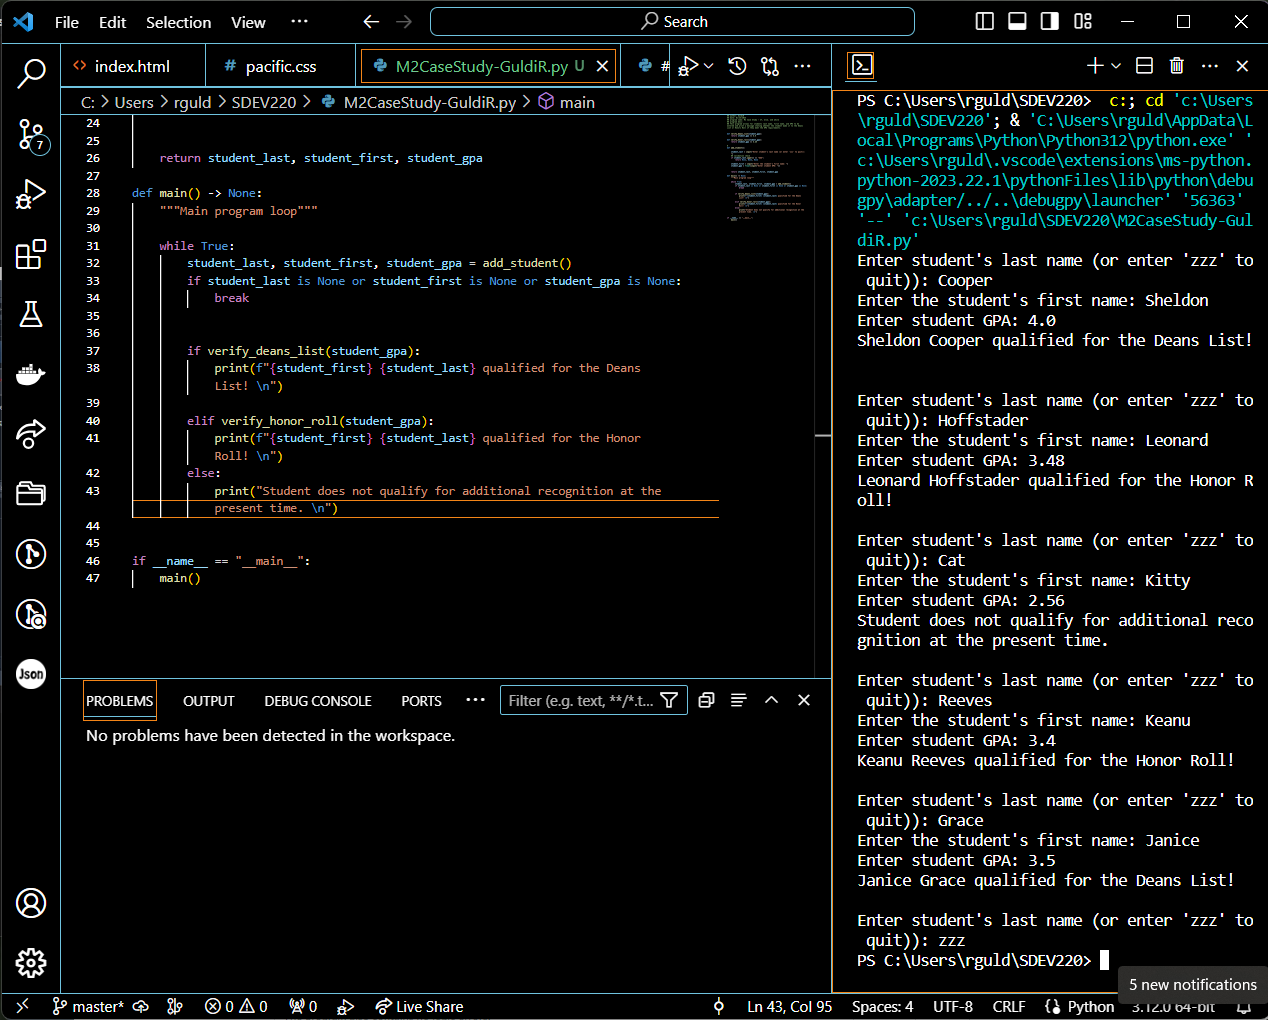 File Edit Selection View ··· Search
index.html # pacific.css M2CaseStudy-GuldiR.py U #
C: > Users > rguld > SDEV220 > M2CaseStudy-GuldiR.py > main
24
25
26 return student_last, student_first, student_gpa
27
28 def main() -> None:
29 """Main program loop"""
30
31 while True:
32 student_last, student_first, student_gpa = add_student()
33 if student_last is None or student_first is None or student_gpa is None:
34 break
35
36
37 if verify_deans_list(student_gpa):
38 print(f"{student_first} {student_last} qualified for the Deans
List! \n")
39
40 elif verify_honor_roll(student_gpa):
41 print(f"{student_first} {student_last} qualified for the Honor
Roll! \n")
42 else:
43 print("Student does not qualify for additional recognition at the
present time. \n")
44
45
46 if __name__ == "__main__":
47 main()
7
Json
PROBLEMS OUTPUT DEBUG CONSOLE PORTS ··· Filter (e.g. text, **/*.t...
No problems have been detected in the workspace.
PS C:\Users\rguld\SDEV220> c:; cd 'c:\Users
\rguld\SDEV220'; & 'C:\Users\rguld\AppData\L
ocal\Programs\Python\Python312\python.exe' '
c:\Users\rguld\.vscode\extensions\ms-python.
python-2023.22.1\pythonFiles\lib\python\debu
gpy\adapter/../..\debugpy\launcher' '56363'
'--' 'c:\Users\rguld\SDEV220\M2CaseStudy-Gul
diR.py'
Enter student's last name (or enter 'zzz' to
quit)): Cooper
Enter the student's first name: Sheldon
Enter student GPA: 4.0
Sheldon Cooper qualified for the Deans List!
Enter student's last name (or enter 'zzz' to
quit)): Hoffstader
Enter the student's first name: Leonard
Enter student GPA: 3.48
Leonard Hoffstader qualified for the Honor R
oll!
Enter student's last name (or enter 'zzz' to
quit)): Cat
Enter the student's first name: Kitty
Enter student GPA: 2.56
Student does not qualify for additional reco
gnition at the present time.
Enter student's last name (or enter 'zzz' to
quit)): Reeves
Enter the student's first name: Keanu
Enter student GPA: 3.4
Keanu Reeves qualified for the Honor Roll!
Enter student's last name (or enter 'zzz' to
quit)): Grace
Enter the student's first name: Janice
Enter student GPA: 3.5
Janice Grace qualified for the Deans List!
Enter student's last name (or enter 'zzz' to
quit)): zzz
PS C:\Users\rguld\SDEV220>
5 new notifications
master* 0 0 0 Live Share Ln 43, Col 95 Spaces: 4 UTF-8 CRLF Python 3.12.0 64-bit